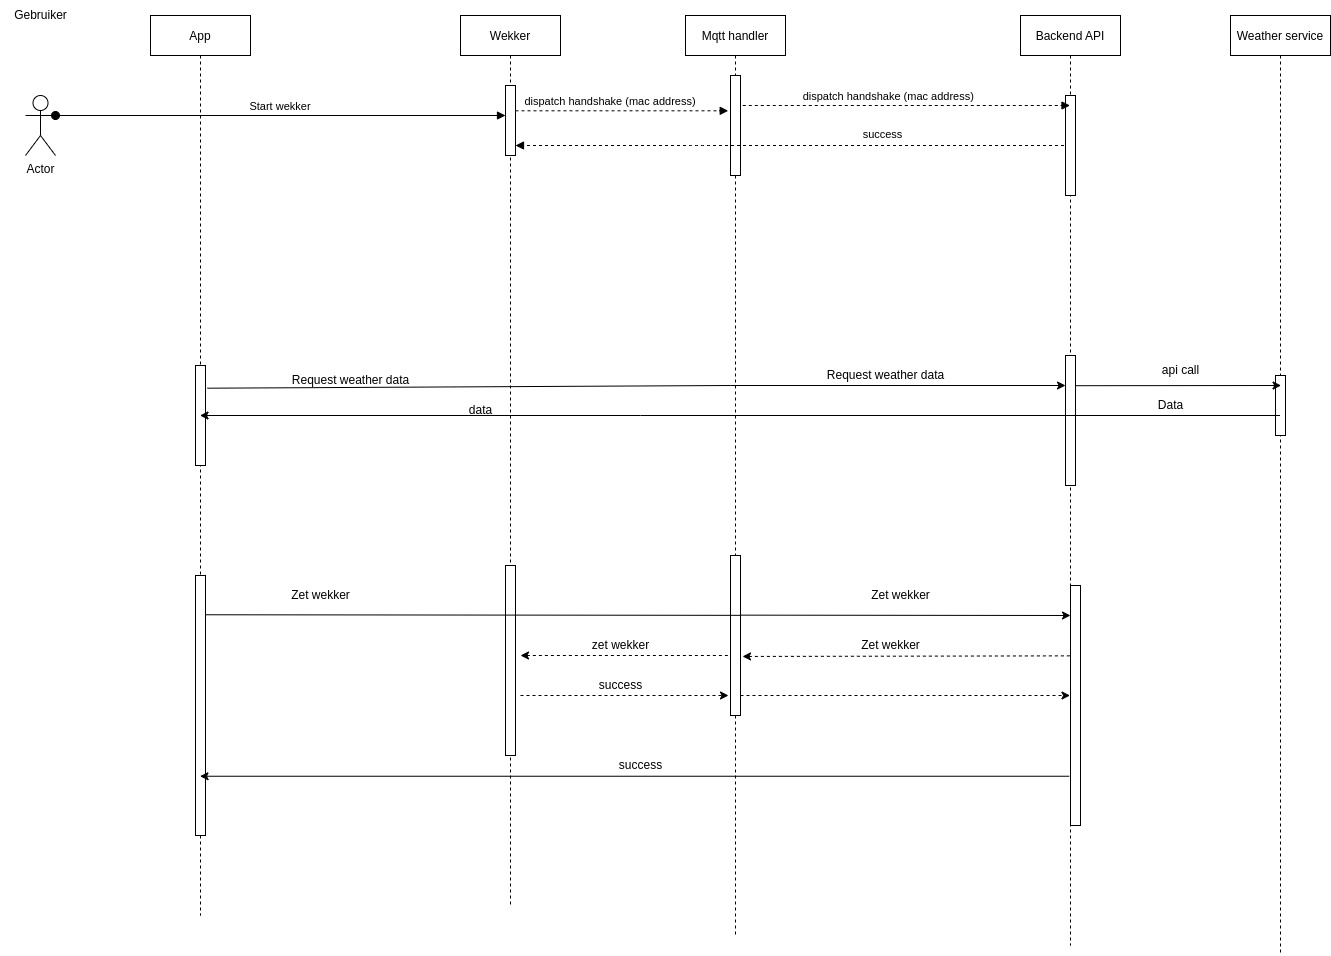 Gebruiker
App
Wekker
Mqtt handler
Backend API
Weather service
Start wekker
dispatch handshake (mac address)
dispatch handshake (mac address)
success
Actor
Request weather data
Request weather data
api call
data
Data
Zet wekker
Zet wekker
zet wekker
Zet wekker
success
success